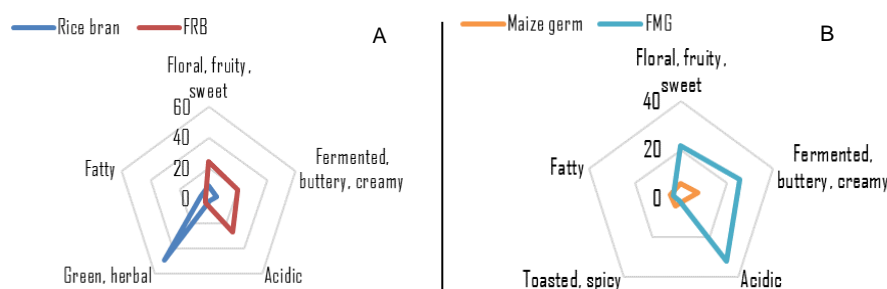 Rice bran FRB
A
Floral, fruity,
sweet
60
40
20
0
Fermented,
buttery, creamy
Acidic
Green, herbal
Fatty
Maize germ FMG
B
Floral, fruity,
sweet
40
20
0
Fermented,
buttery, creamy
Acidic
Toasted, spicy
Fatty